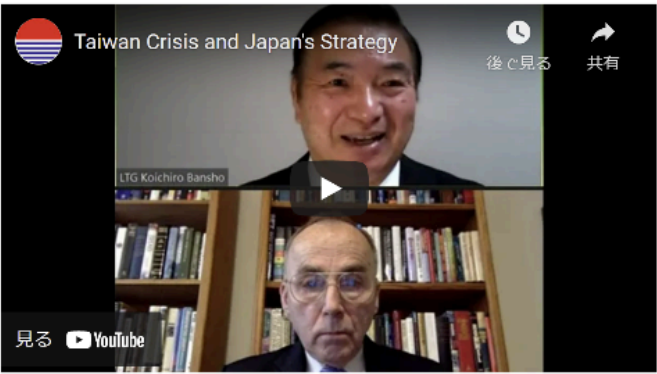 Taiwan Crisis and Japan's Strategy
後で見る
共有
LTG Koichiro Bansho
見る
YouTube